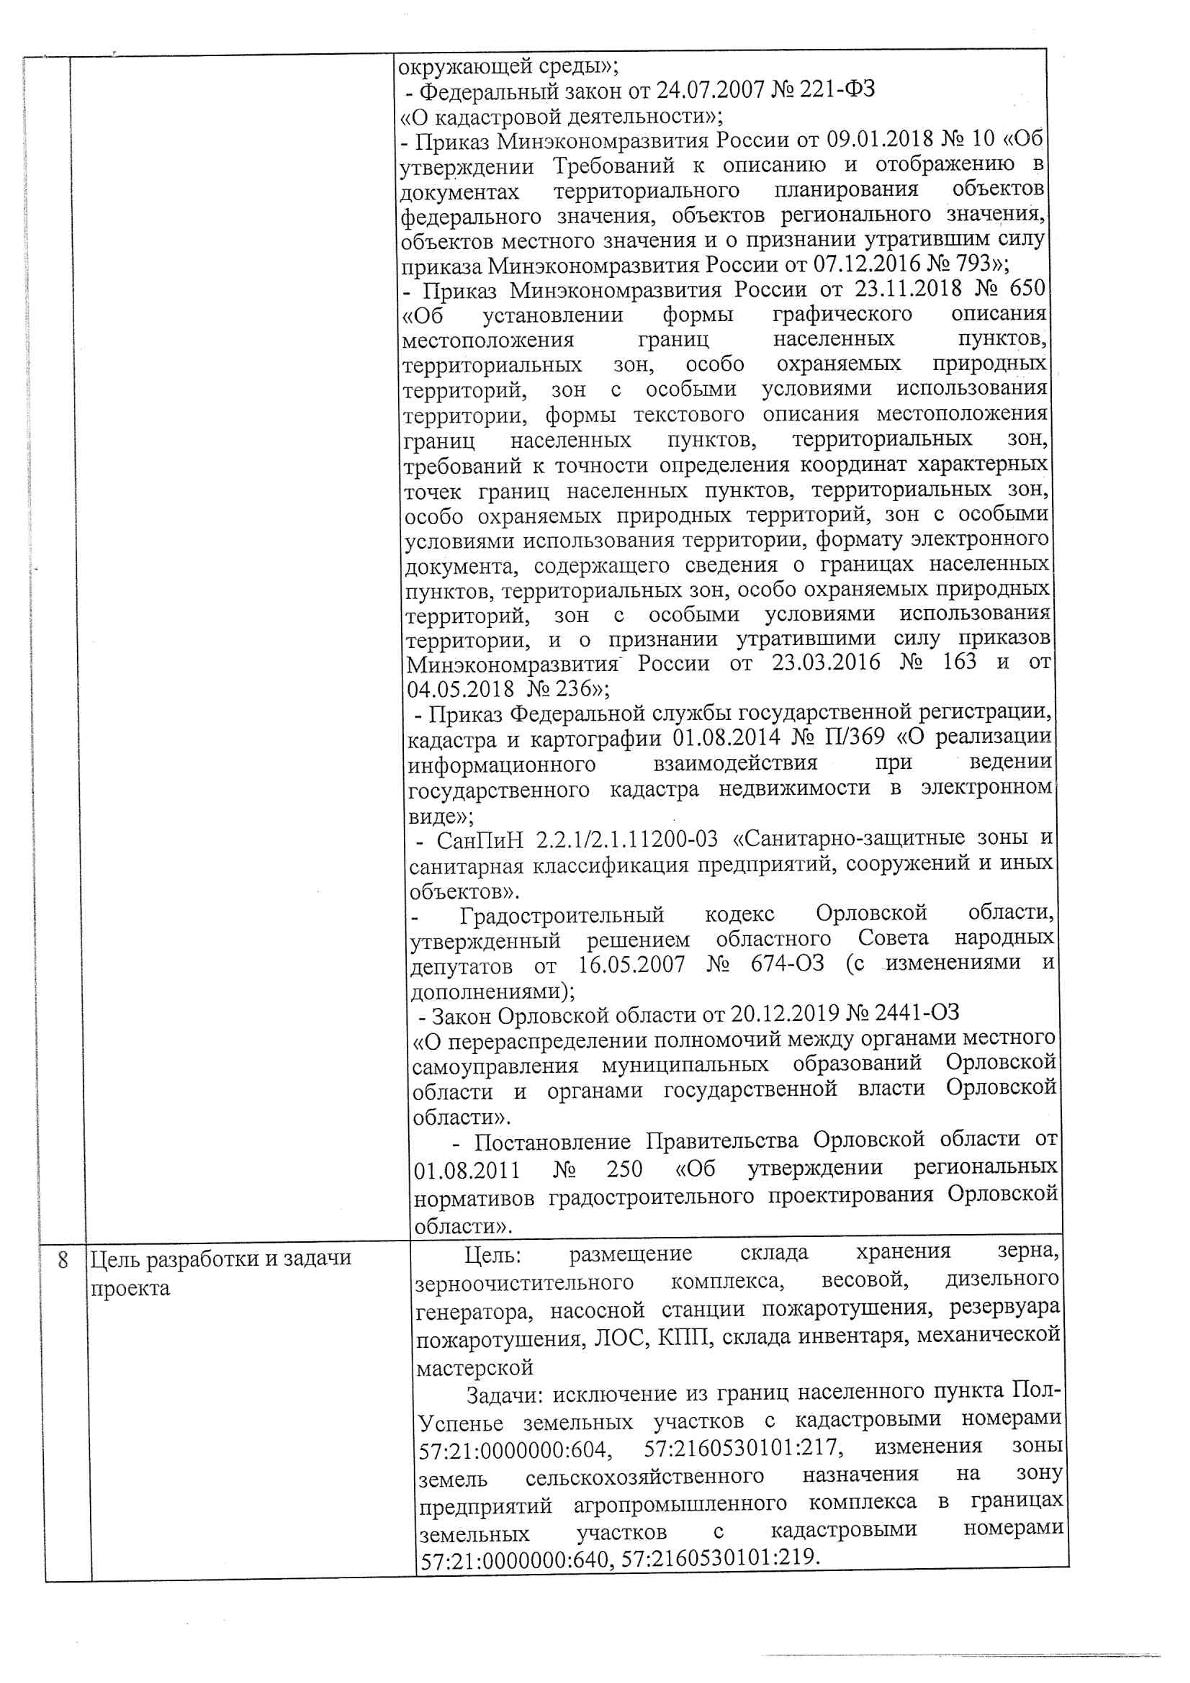 окружающей среды»;
- Федеральный закон от 24.07.2007 № 221-ФЗ
«О кадастровой деятельности»;
- Приказ Минэкономразвития России от 09.01.2018 № 10 «Об
утверждении Требований к описанию и отображению в
документах территориального планирования объектов
федерального значения, объектов регионального значения,
объектов местного значения и о признании утратившим силу
приказа Минэкономразвития России от 07.12.2016 № 793»;
- Приказ Минэкономразвития России от 23.11.2018 № 650
«Об установлении формы графического описания
местоположения границ населенных пунктов,
территориальных зон, особо охраняемых природных
территорий, зон с особыми условиями использования
территории, формы текстового описания местоположения
границ населенных пунктов, территориальных зон,
требований к точности определения координат характерных
точек границ населенных пунктов, территориальных зон,
особо охраняемых природных территорий, зон с особыми
условиями использования территории, формату электронного
документа, содержащего сведения о границах населенных
пунктов, территориальных зон, особо охраняемых природных
территорий, зон с особыми условиями использования
территории, и о признании утратившими силу приказов
Минэкономразвития России от 23.03.2016 № 163 и от
04.05.2018 № 236»;
- Приказ Федеральной службы государственной регистрации,
кадастра и картографии 01.08.2014 № П/369 «О реализации
информационного взаимодействия при ведении
государственного кадастра недвижимости в электронном
виде»;
- СанПиН 2.2.1/2.1.11200-03 «Санитарно-защитные зоны и
санитарная классификация предприятий, сооружений и иных
объектов».
- Градостроительный кодекс Орловской области,
утвержденный решением областного Совета народных
депутатов от 16.05.2007 № 674-ОЗ (с изменениями и
дополнениями);
- Закон Орловской области от 20.12.2019 № 2441-ОЗ
«О перераспределении полномочий между органами местного
самоуправления муниципальных образований Орловской
области и органами государственной власти Орловской
области».
- Постановление Правительства Орловской области от
01.08.2011 № 250 «Об утверждении региональных
нормативов градостроительного проектирования Орловской
области».
8 Цель разработки и задачи
проекта
Цель: размещение склада хранения зерна,
зерноочистительного комплекса, весовой, дизельного
генератора, насосной станции пожаротушения, резервуара
пожаротушения, ЛОС, КПП, склада инвентаря, механической
мастерской
Задачи: исключение из границ населенного пункта Пол-
Успенье земельных участков с кадастровыми номерами
57:21:0000000:604, 57:2160530101:217, изменения зоны
земель сельскохозяйственного назначения на зону
предприятий агропромышленного комплекса в границах
земельных участков с кадастровыми номерами
57:21:0000000:640, 57:2160530101:219.